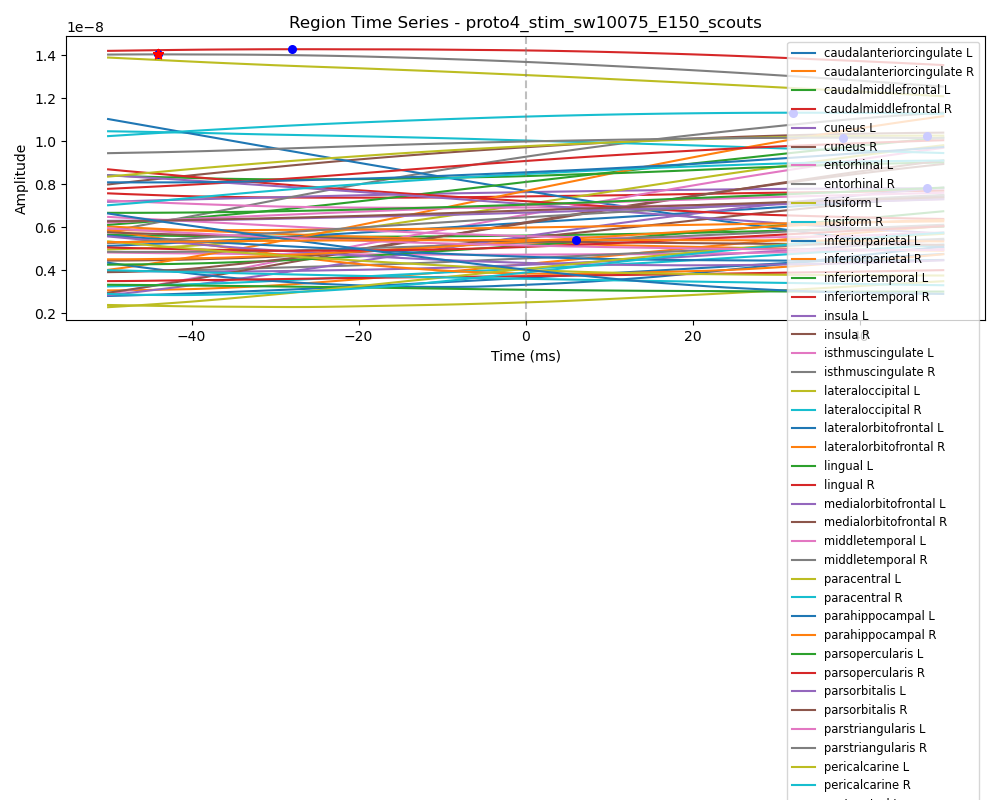 Region Time Series - proto4_stim_sw10075_E150_scouts
1e−8
1.4
1.2
1.0
0.8
0.6
0.4
0.2
Amplitude
−40
−20
0
20
Time (ms)
caudalanteriorcingulate L
caudalanteriorcingulate R
caudalmiddlefrontal L
caudalmiddlefrontal R
cuneus L
cuneus R
entorhinal L
entorhinal R
fusiform L
fusiform R
inferiorparietal L
inferiorparietal R
inferiortemporal L
inferiortemporal R
insula L
insula R
isthmuscingulate L
isthmuscingulate R
lateraloccipital L
lateraloccipital R
lateralorbitofrontal L
lateralorbitofrontal R
lingual L
lingual R
medialorbitofrontal L
medialorbitofrontal R
middletemporal L
middletemporal R
paracentral L
paracentral R
parahippocampal L
parahippocampal R
parsopercularis L
parsopercularis R
parsorbitalis L
parsorbitalis R
parstriangularis L
parstriangularis R
pericalcarine L
pericalcarine R